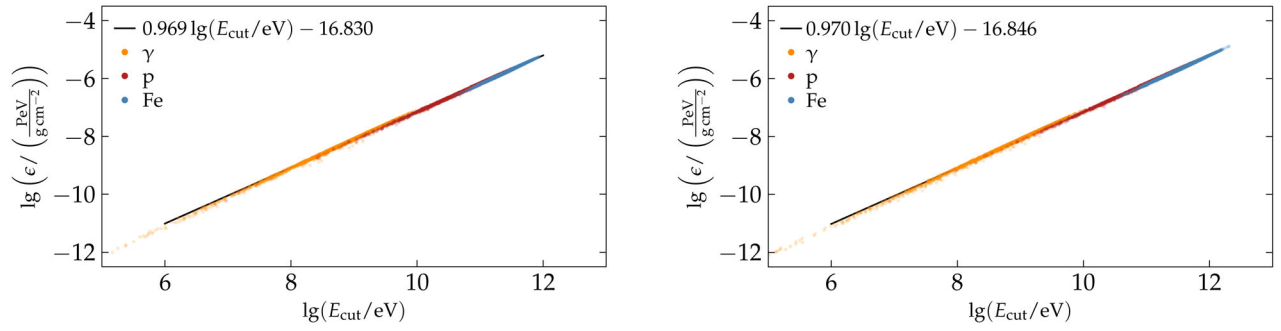 −4
−6
−8
−10
−12
lg ( ϵ / ( PeV / g cm⁻² ) )
0.969 lg(E_cut/eV) − 16.830
γ
p
Fe
6 8 10 12
lg(E_cut/eV)
−4
−6
−8
−10
−12
lg ( ϵ / ( PeV / g cm⁻² ) )
0.970 lg(E_cut/eV) − 16.846
γ
p
Fe
6 8 10 12
lg(E_cut/eV)